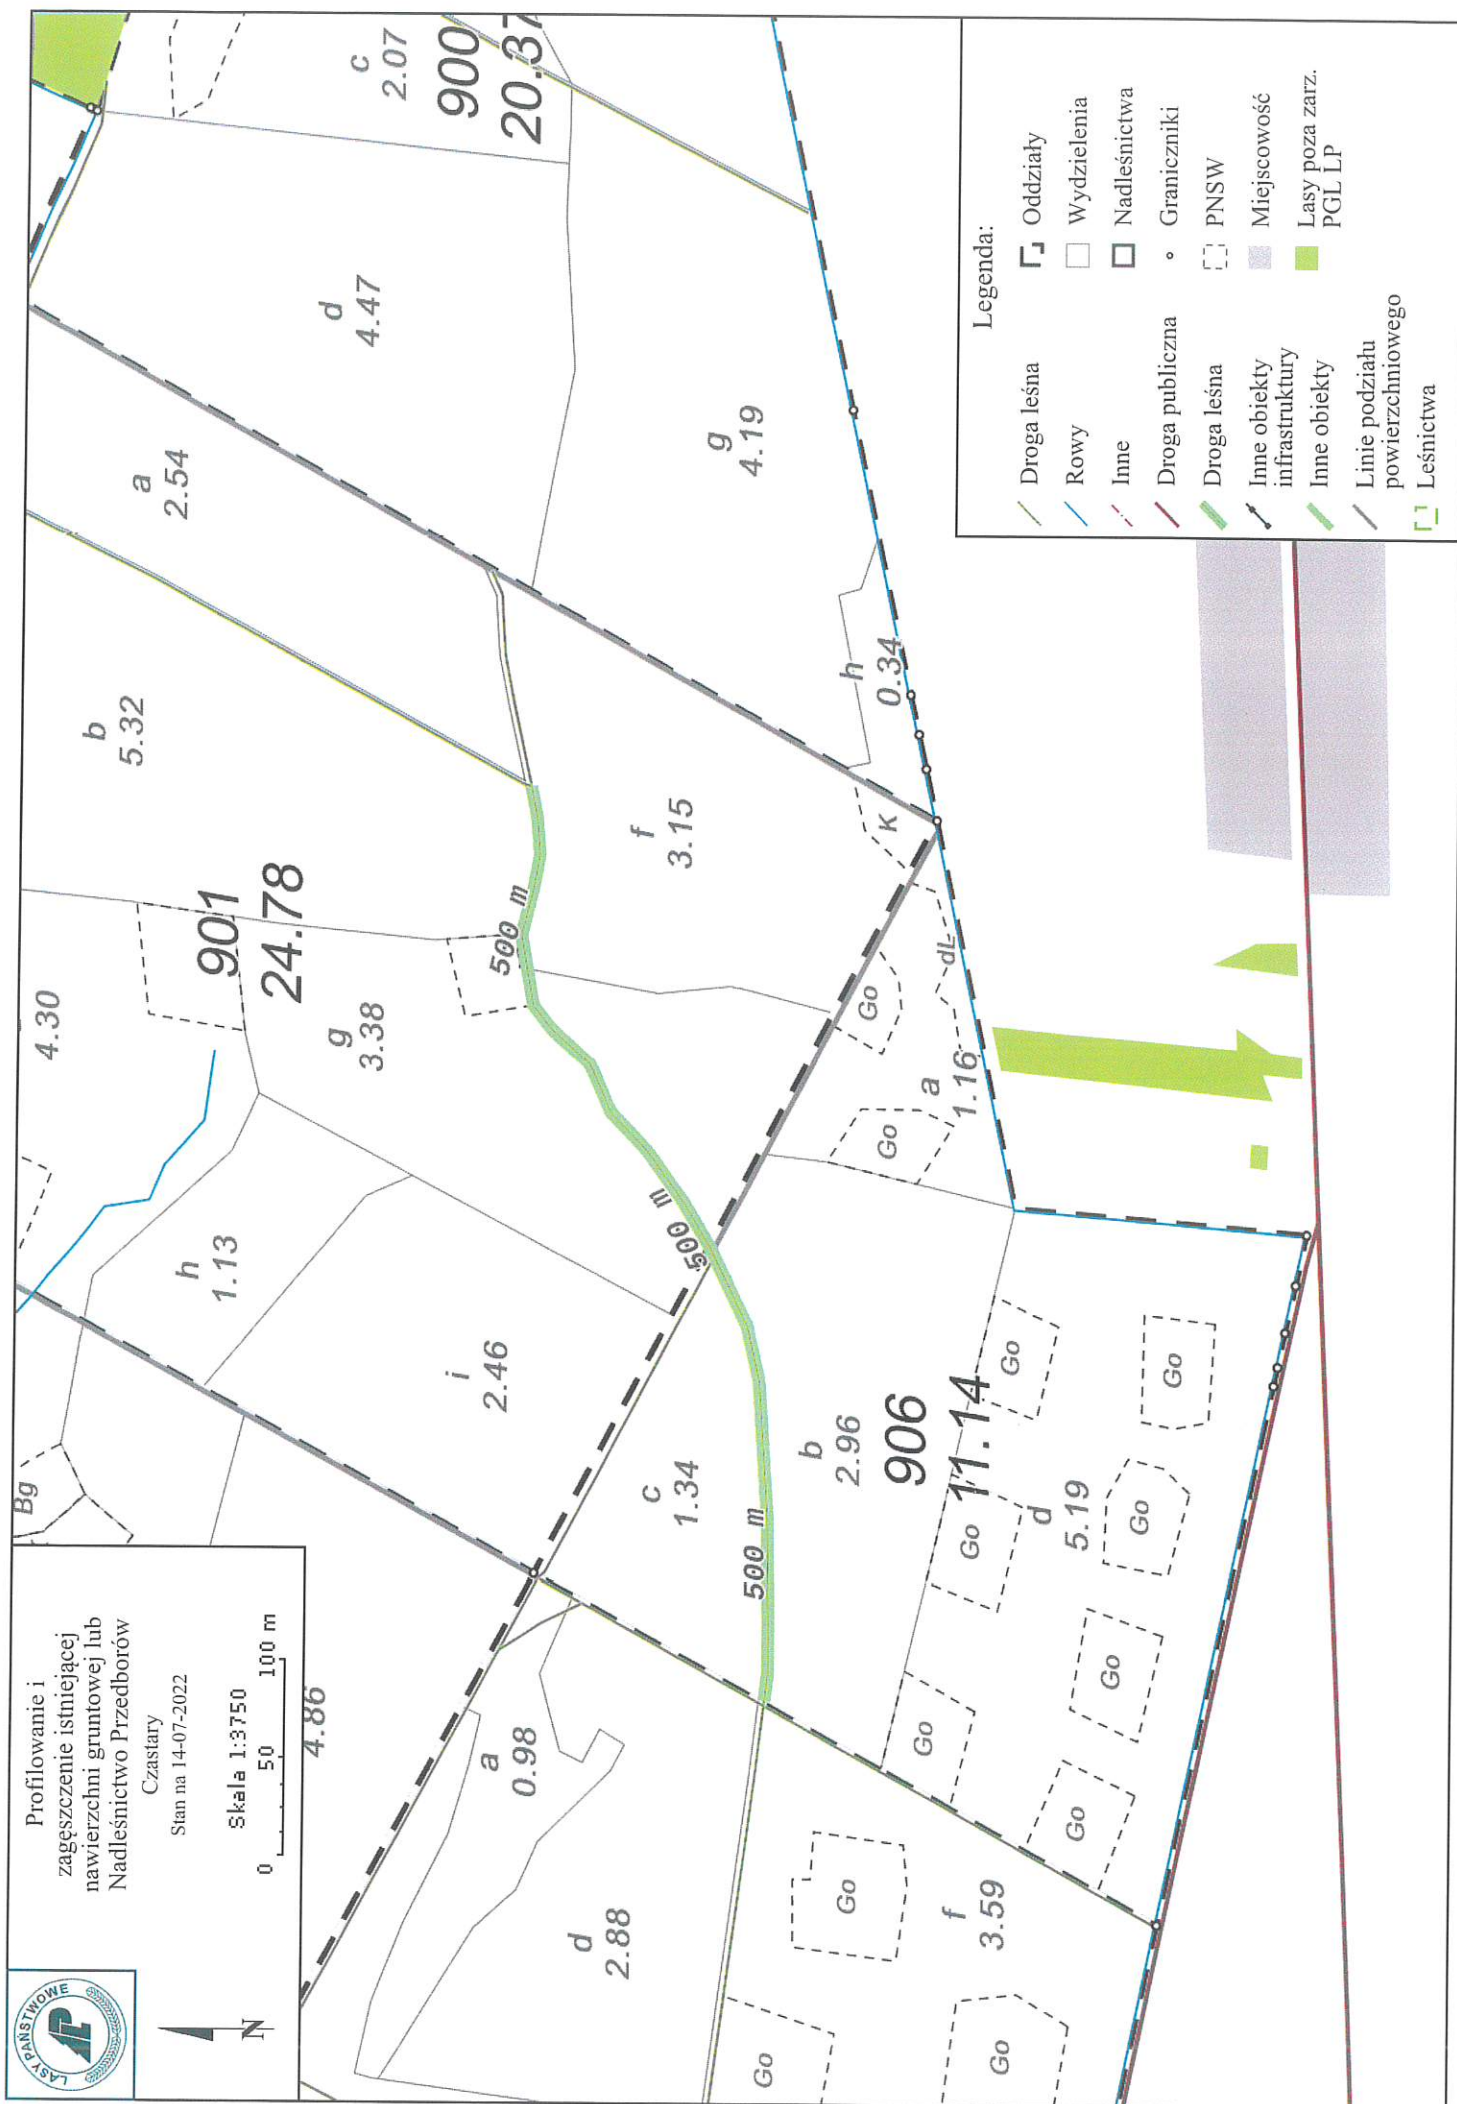 LASY PAŃSTWOWE
Profilowanie i
zagęszczenie istniejącej
nawierzchni gruntowej lub
Nadleśnictwo Przedborów
Czastary
Stan na 14-07-2022
Skala 1:3750
0 50 100 m
N
Bg
4.30
b
5.32
a
2.54
d
4.47
c
2.07
900
20.37
901
24.78
h
1.13
g
3.38
i
2.46
4.86
a
0.98
d
2.88
c
1.34
500 m
500 m
500 m
f
3.15
g
4.19
h
0.34
K
dL
Go
a
1.16
Go
b
2.96
906
11.14
d
5.19
Go
Go
Go
Go
Go
Go
Go
f
3.59
Go
Go
Go
Legenda:
Droga leśna
Rowy
Inne
Droga publiczna
Droga leśna
Inne obiekty
infrastruktury
Inne obiekty
Linie podziału
powierzchniowego
Leśnictwa
Oddziały
Wydzielenia
Nadleśnictwa
Graniczniki
PNSW
Miejscowość
Lasy poza zarz.
PGL LP